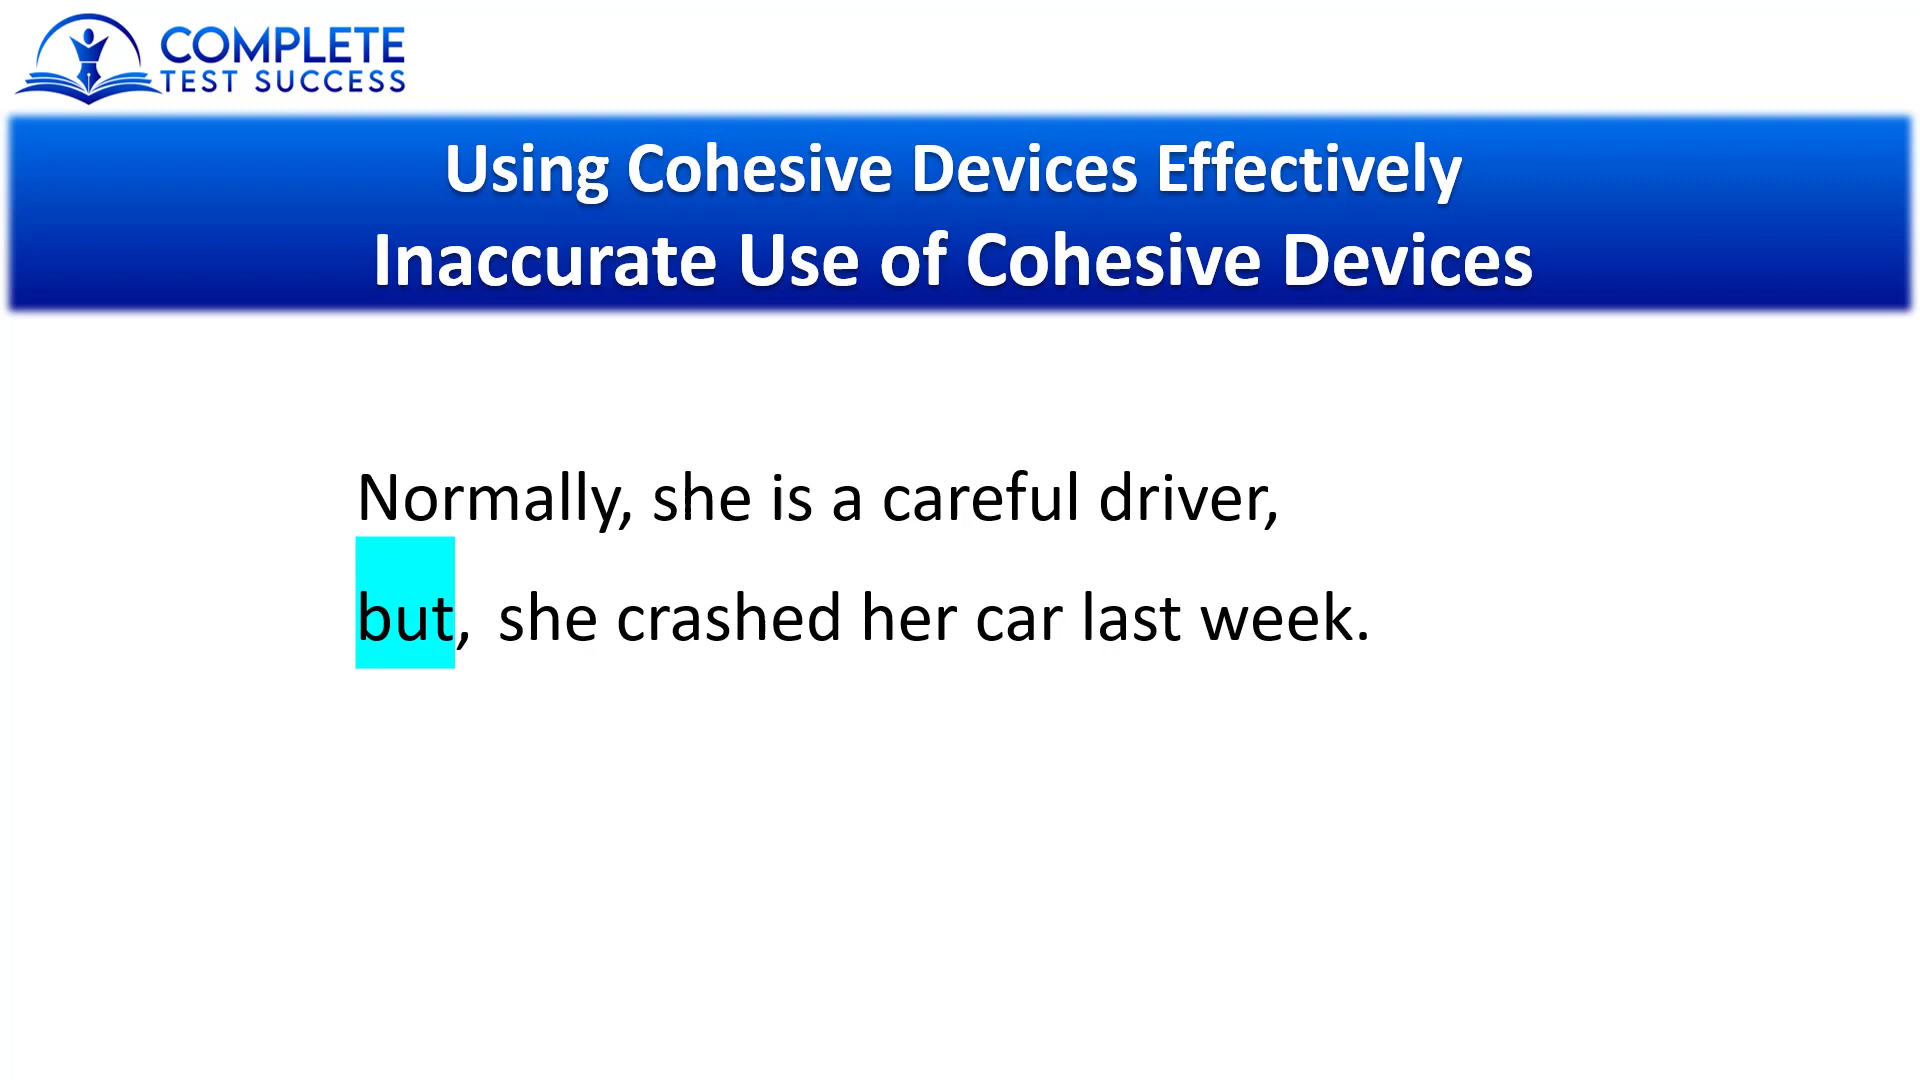 COMPLETE
TEST SUCCESS
Using Cohesive Devices Effectively
Inaccurate Use of Cohesive Devices
Normally, she is a careful driver,
but, she crashed her car last week.